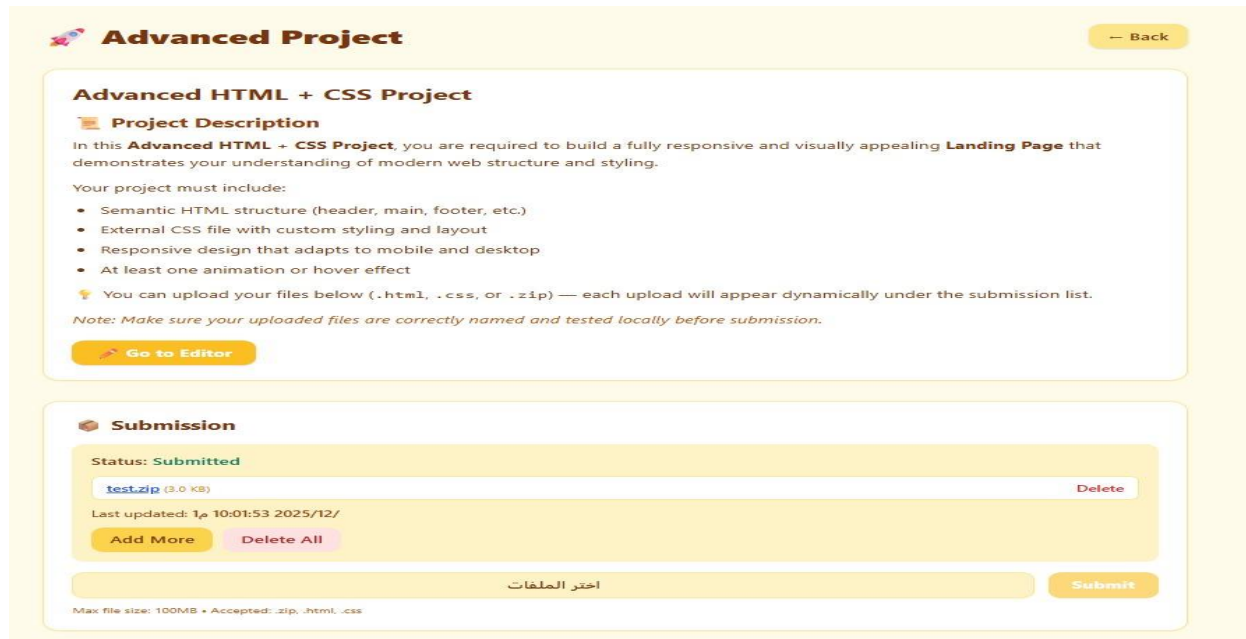 Advanced Project
← Back
Advanced HTML + CSS Project
Project Description
In this Advanced HTML + CSS Project, you are required to build a fully responsive and visually appealing Landing Page that
demonstrates your understanding of modern web structure and styling.
Your project must include:
• Semantic HTML structure (header, main, footer, etc.)
• External CSS file with custom styling and layout
• Responsive design that adapts to mobile and desktop
• At least one animation or hover effect
You can upload your files below (.html, .css, or .zip) — each upload will appear dynamically under the submission list.
Note: Make sure your uploaded files are correctly named and tested locally before submission.
Go to Editor
Submission
Status: Submitted
test.zip (3.0 KB) Delete
Last updated: 1م 10:01:53 2025/12/
Add More Delete All
اختر الملفات Submit
Max file size: 100MB • Accepted: .zip, .html, .css